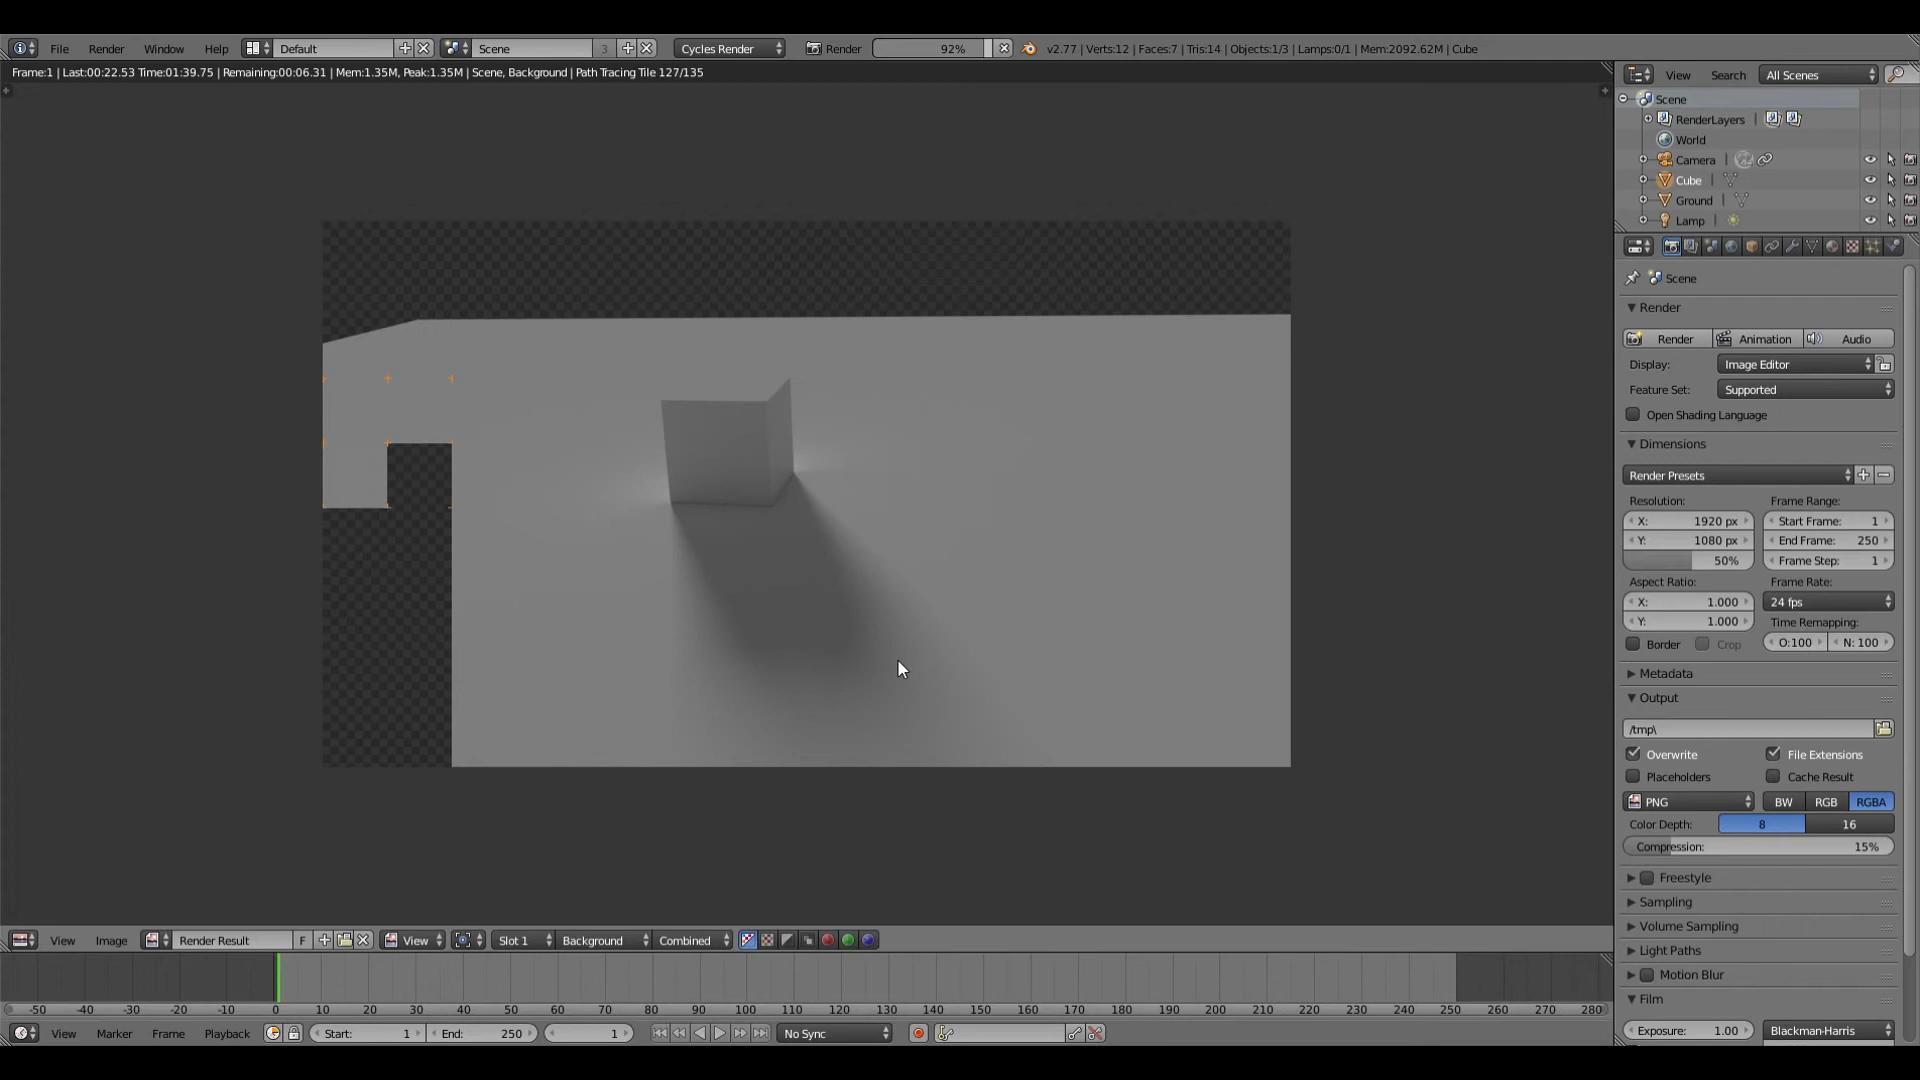 File Render Window Help Default Scene 3 Cycles Render Render 92% v2.77 | Verts:12 | Faces:7 | Tris:14 | Objects:1/3 | Lamps:0/1 | Mem:2092.62M | Cube
Frame:1 | Last:00:22.53 Time:01:39.75 | Remaining:00:06.31 | Mem:1.35M, Peak:1.35M | Scene, Background | Path Tracing Tile 127/135
View Search All Scenes
Scene
RenderLayers |
World
Camera |
Cube |
Ground |
Lamp |
Scene
Render
Render Animation Audio
Display: Image Editor
Feature Set: Supported
Open Shading Language
Dimensions
Render Presets
Resolution: Frame Range:
X: 1920 px Start Frame: 1
Y: 1080 px End Frame: 250
50% Frame Step: 1
Aspect Ratio: Frame Rate:
X: 1.000 24 fps
Y: 1.000 Time Remapping:
Border Crop O:100 N: 100
Metadata
Output
/tmp\
Overwrite File Extensions
Placeholders Cache Result
PNG BW RGB RGBA
Color Depth: 8 16
Compression: 15%
Freestyle
Sampling
Volume Sampling
Light Paths
Motion Blur
Film
Exposure: 1.00 Blackman-Harris
View Image Render Result F View Slot 1 Background Combined
-50 -40 -30 -20 -10 0 10 20 30 40 50 60 70 80 90 100 110 120 130 140 150 160 170 180 190 200 210 220 230 240 250 260 270 280
View Marker Frame Playback Start: 1 End: 250 1 No Sync